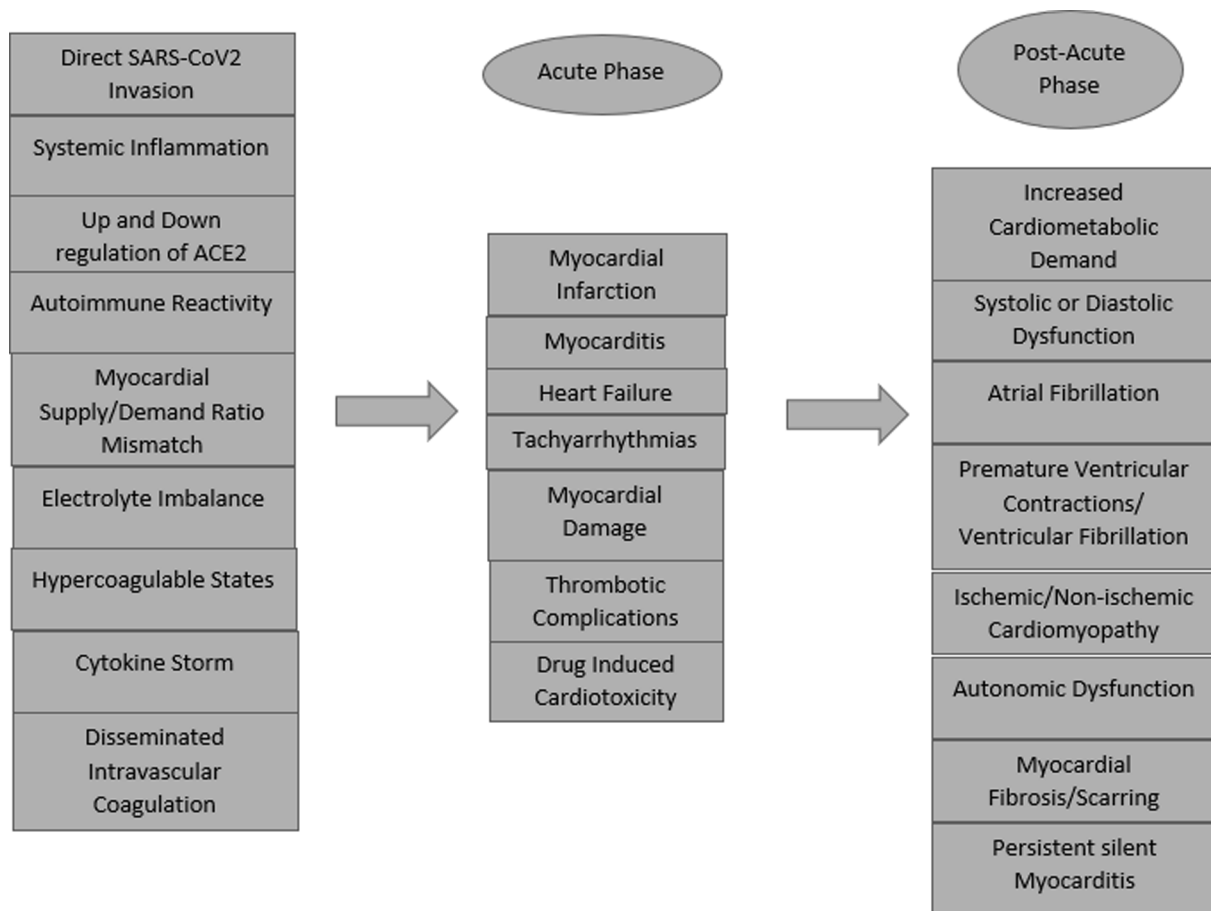 Direct SARS-CoV2
Invasion
Systemic Inflammation
Up and Down
regulation of ACE2
Autoimmune Reactivity
Myocardial
Supply/Demand Ratio
Mismatch
Electrolyte Imbalance
Hypercoagulable States
Cytokine Storm
Disseminated
Intravascular
Coagulation
Acute Phase
Myocardial
Infarction
Myocarditis
Heart Failure
Tachyarrhythmias
Myocardial
Damage
Thrombotic
Complications
Drug Induced
Cardiotoxicity
Post-Acute
Phase
Increased
Cardiometabolic
Demand
Systolic or Diastolic
Dysfunction
Atrial Fibrillation
Premature Ventricular
Contractions/
Ventricular Fibrillation
Ischemic/Non-ischemic
Cardiomyopathy
Autonomic Dysfunction
Myocardial
Fibrosis/Scarring
Persistent silent
Myocarditis